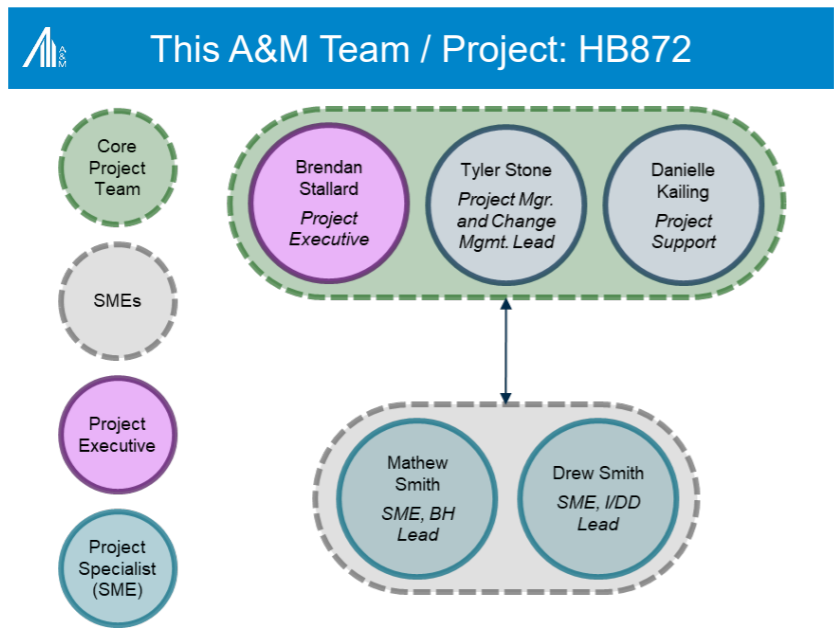 A&M
This A&M Team / Project: HB872
Core
Project
Team
SMEs
Project
Executive
Project
Specialist
(SME)
Brendan
Stallard
Project
Executive
Tyler Stone
Project Mgr.
and Change
Mgmt. Lead
Danielle
Kailing
Project
Support
Mathew
Smith
SME, BH
Lead
Drew Smith
SME, I/DD
Lead